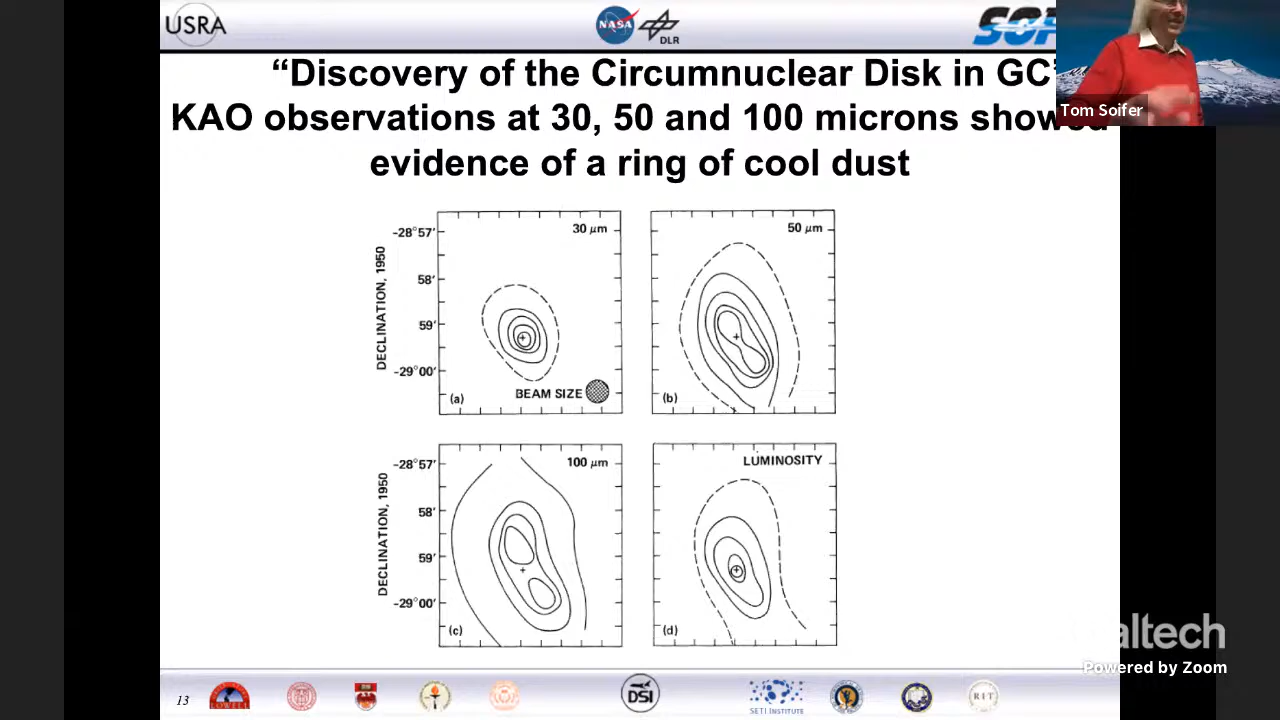 USRA
NASA
DLR
Tom Soifer
“Discovery of the Circumnuclear Disk in GC”
KAO observations at 30, 50 and 100 microns showed
evidence of a ring of cool dust
30 μm
-28°57'
58'
59'
-29°00'
DECLINATION, 1950
(a)
BEAM SIZE
50 μm
(b)
100 μm
-28°57'
58'
59'
-29°00'
DECLINATION, 1950
(c)
LUMINOSITY
(d)
altech
Powered by Zoom
13
LOWELL
DSI
SETI INSTITUTE
R·I·T